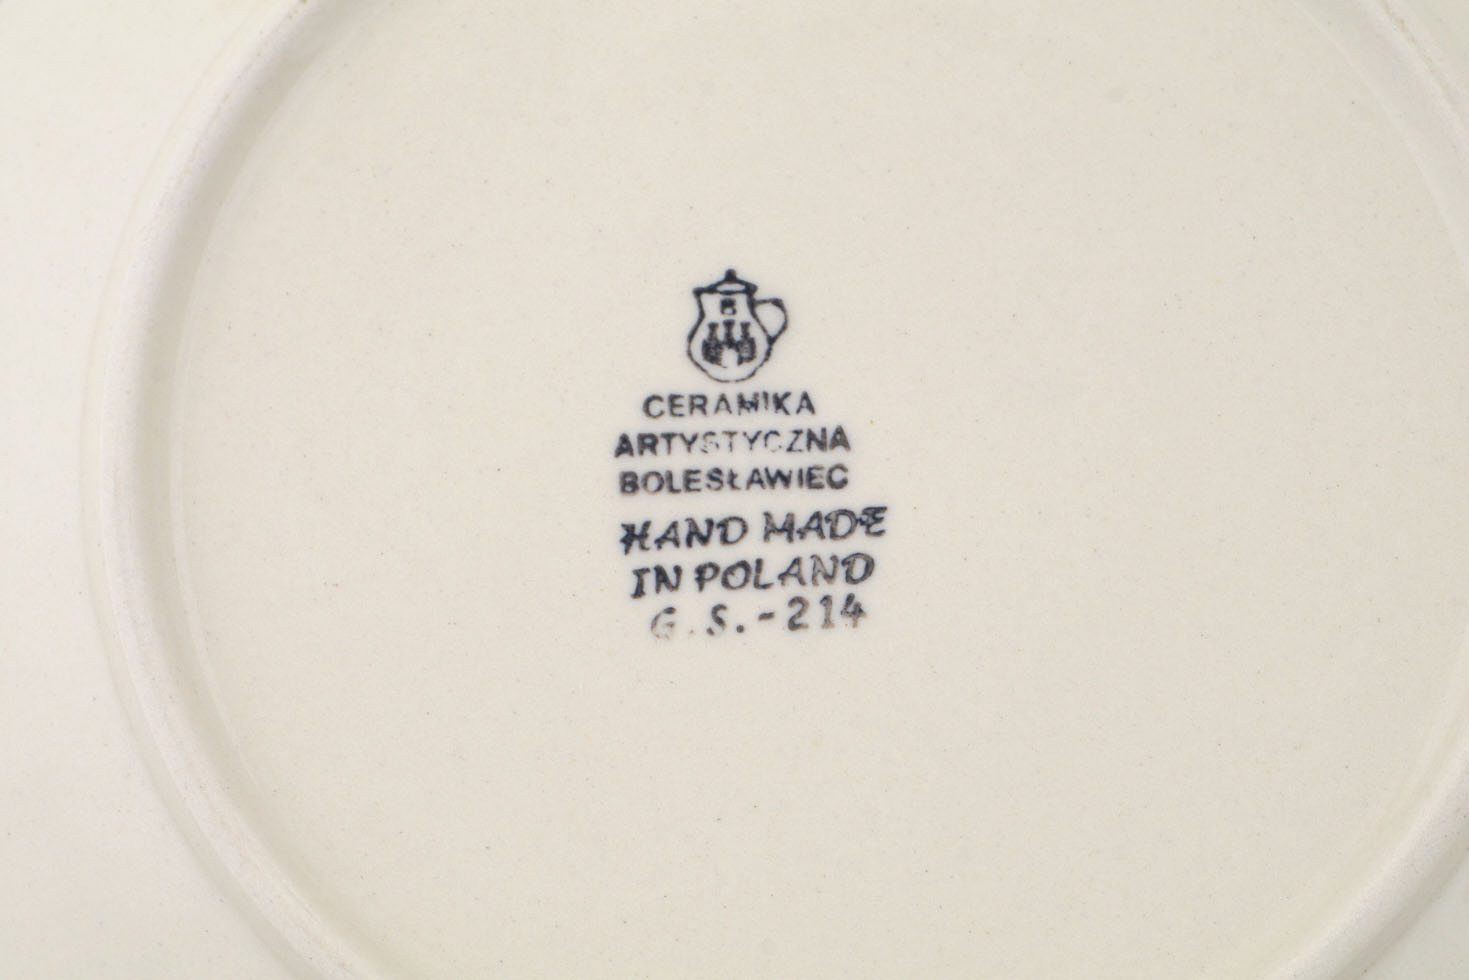 CERAMIKA
ARTYSTYCZNA
BOLESŁAWIEC
HAND MADE
IN POLAND
G.S.-214